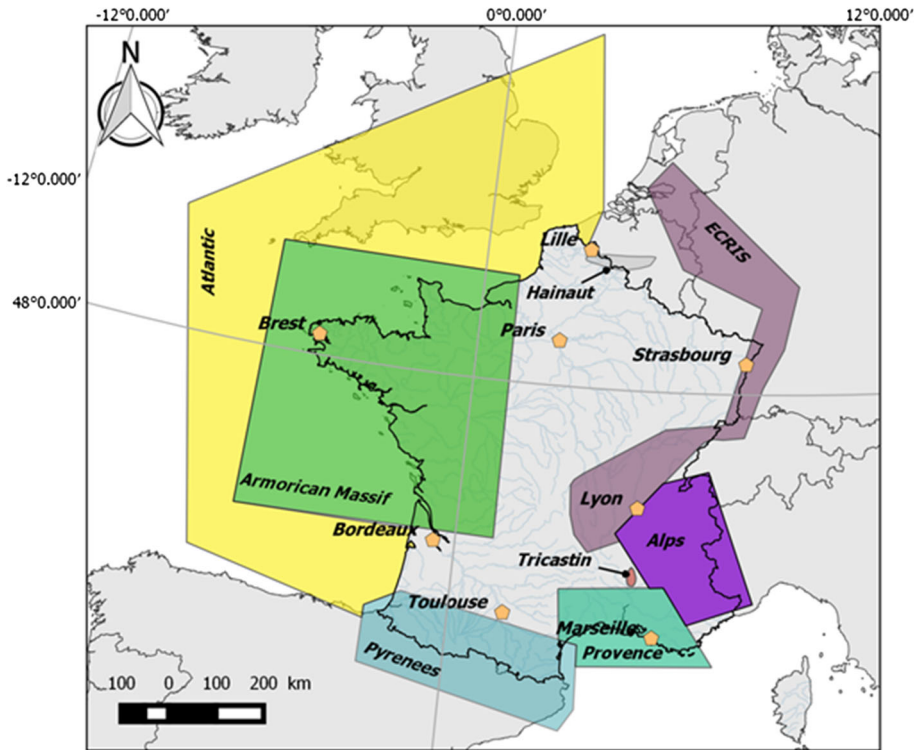 -12°0.000' 0°0.000' 12°0.000'
N
-12°0.000'
ECRIS
Atlantic
Lille
Hainaut
48°0.000'
Brest
Paris
Strasbourg
Armorican Massif
Lyon
Bordeaux
Alps
Tricastin
Toulouse
Marseille
Provence
Pyrenees
100 0 100 200 km